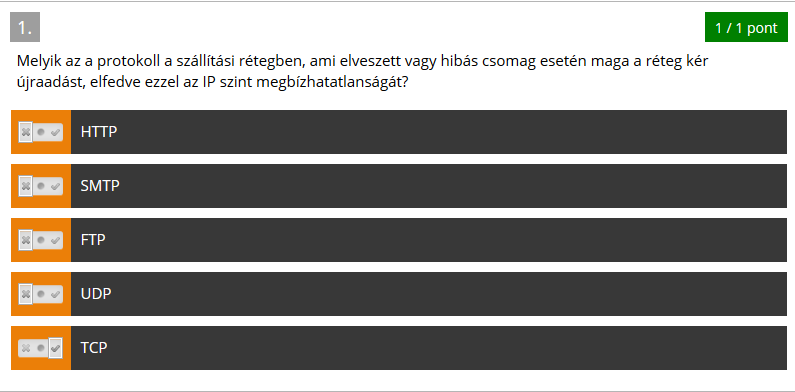 1.
1 / 1 pont
Melyik az a protokoll a szállítási rétegben, ami elveszett vagy hibás csomag esetén maga a réteg kér
újraadást, elfedve ezzel az IP szint megbízhatatlanságát?
HTTP
SMTP
FTP
UDP
TCP